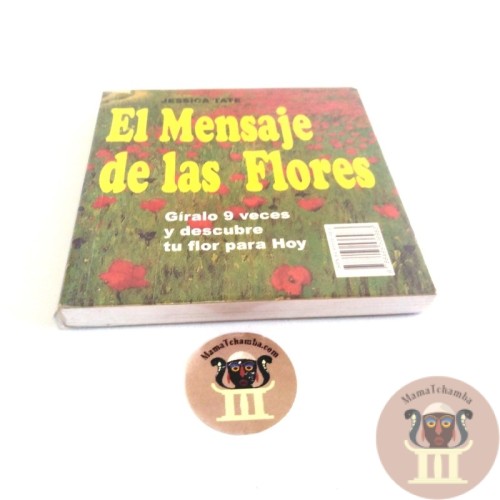 JESSICA TATE
El Mensaje
de las Flores
Gíralo 9 veces
y descubre
tu flor para Hoy
MamaTchamba.com
MamaTchamba